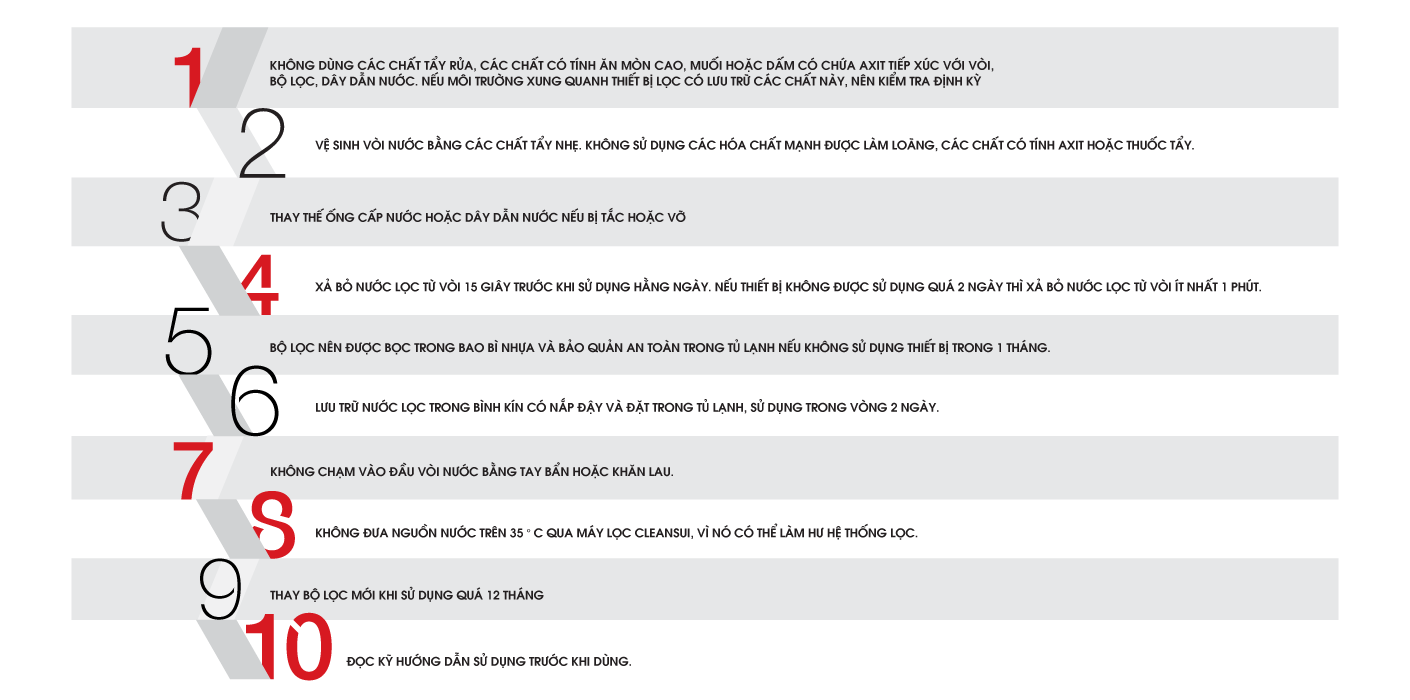 1
KHÔNG DÙNG CÁC CHẤT TẨY RỬA, CÁC CHẤT CÓ TÍNH ĂN MÒN CAO, MUỐI HOẶC DẤM CÓ CHỨA AXIT TIẾP XÚC VỚI VÒI,
BỘ LỌC, DÂY DẪN NƯỚC. NẾU MÔI TRƯỜNG XUNG QUANH THIẾT BỊ LỌC CÓ LƯU TRỮ CÁC CHẤT NÀY, NÊN KIỂM TRA ĐỊNH KỲ
2
VỆ SINH VÒI NƯỚC BẰNG CÁC CHẤT TẨY NHẸ. KHÔNG SỬ DỤNG CÁC HÓA CHẤT MẠNH ĐƯỢC LÀM LOÃNG, CÁC CHẤT CÓ TÍNH AXIT HOẶC THUỐC TẨY.
3
THAY THẾ ỐNG CẤP NƯỚC HOẶC DÂY DẪN NƯỚC NẾU BỊ TẮC HOẶC VỠ
4
XẢ BỎ NƯỚC LỌC TỪ VÒI 15 GIÂY TRƯỚC KHI SỬ DỤNG HẰNG NGÀY. NẾU THIẾT BỊ KHÔNG ĐƯỢC SỬ DỤNG QUÁ 2 NGÀY THÌ XẢ BỎ NƯỚC LỌC TỪ VÒI ÍT NHẤT 1 PHÚT.
5
BỘ LỌC NÊN ĐƯỢC BỌC TRONG BAO BÌ NHỰA VÀ BẢO QUẢN AN TOÀN TRONG TỦ LẠNH NẾU KHÔNG SỬ DỤNG THIẾT BỊ TRONG 1 THÁNG.
6
LƯU TRỮ NƯỚC LỌC TRONG BÌNH KÍN CÓ NẮP ĐẬY VÀ ĐẶT TRONG TỦ LẠNH, SỬ DỤNG TRONG VÒNG 2 NGÀY.
7
KHÔNG CHẠM VÀO ĐẦU VÒI NƯỚC BẰNG TAY BẨN HOẶC KHĂN LAU.
8
KHÔNG ĐƯA NGUỒN NƯỚC TRÊN 35 ° C QUA MÁY LỌC CLEANSUI, VÌ NÓ CÓ THỂ LÀM HƯ HỆ THỐNG LỌC.
9
THAY BỘ LỌC MỚI KHI SỬ DỤNG QUÁ 12 THÁNG
10
ĐỌC KỸ HƯỚNG DẪN SỬ DỤNG TRƯỚC KHI DÙNG.